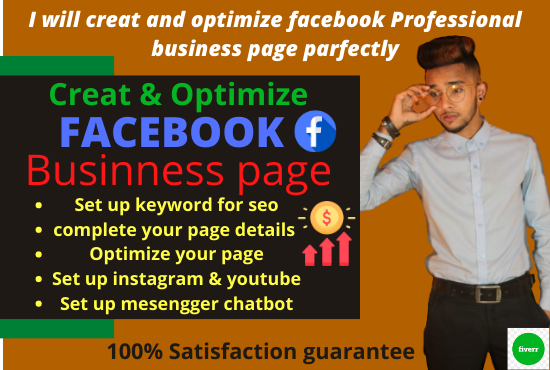 I will creat and optimize facebook Professional
business page parfectly
Creat & Optimize
FACEBOOK f
Businness page
• Set up keyword for seo
• complete your page details
• Optimize your page
• Set up instagram & youtube
• Set up mesengger chatbot
$
100% Satisfaction guarantee
fiverr